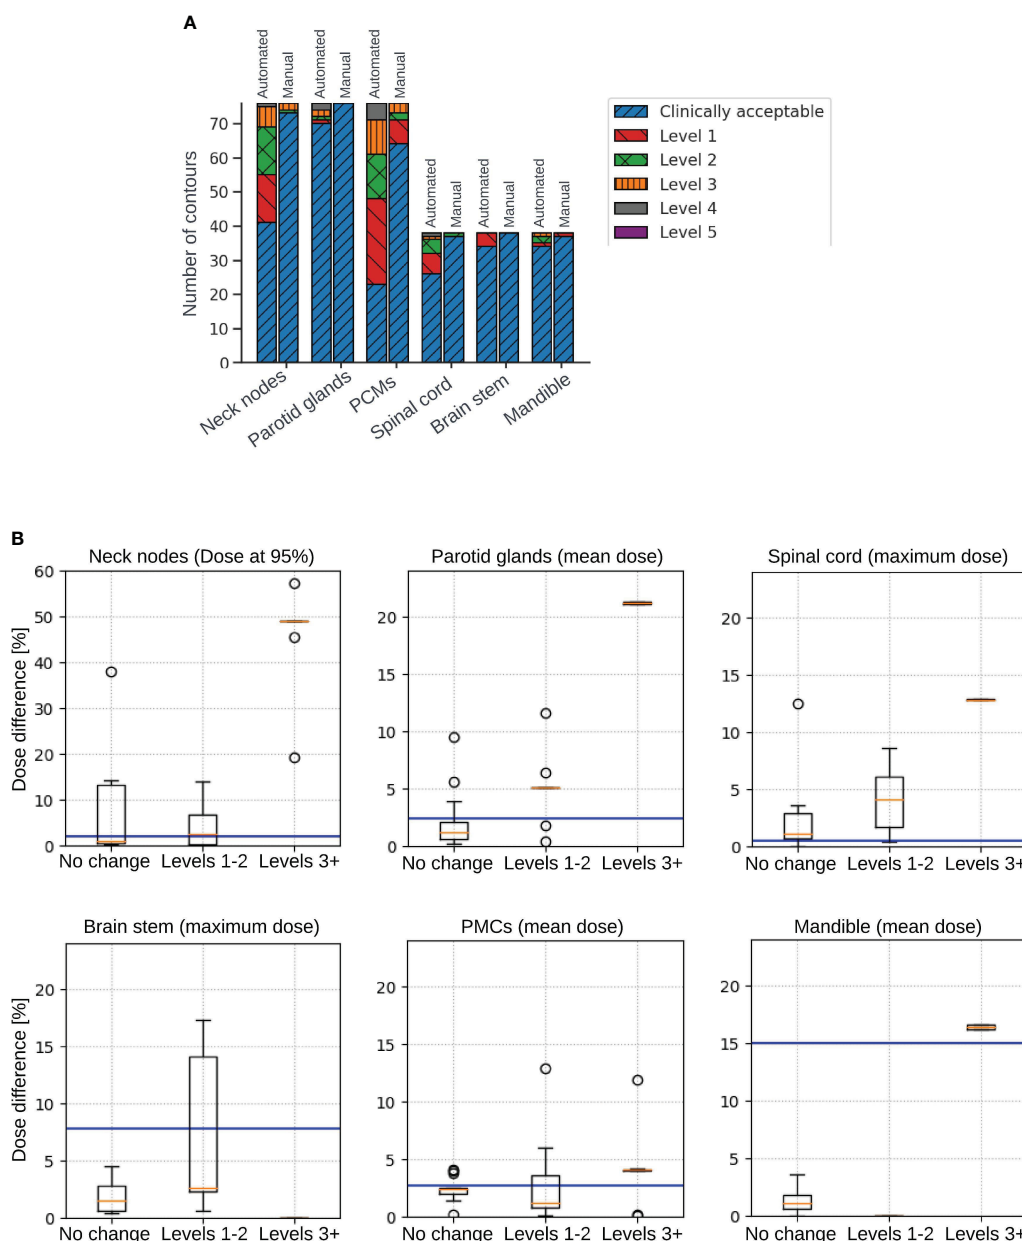 A
Automated
Manual
Automated
Manual
Automated
Manual
Automated
Manual
Automated
Manual
Automated
Manual
Number of contours
70
60
50
40
30
20
10
0
Neck nodes
Parotid glands
PCMs
Spinal cord
Brain stem
Mandible
Clinically acceptable
Level 1
Level 2
Level 3
Level 4
Level 5
B
Neck nodes (Dose at 95%)
Dose difference [%]
60
50
40
30
20
10
0
No change Levels 1-2 Levels 3+
Parotid glands (mean dose)
20
15
10
5
0
No change Levels 1-2 Levels 3+
Spinal cord (maximum dose)
20
15
10
5
0
No change Levels 1-2 Levels 3+
Brain stem (maximum dose)
Dose difference [%]
20
15
10
5
0
No change Levels 1-2 Levels 3+
PMCs (mean dose)
20
15
10
5
0
No change Levels 1-2 Levels 3+
Mandible (mean dose)
20
15
10
5
0
No change Levels 1-2 Levels 3+